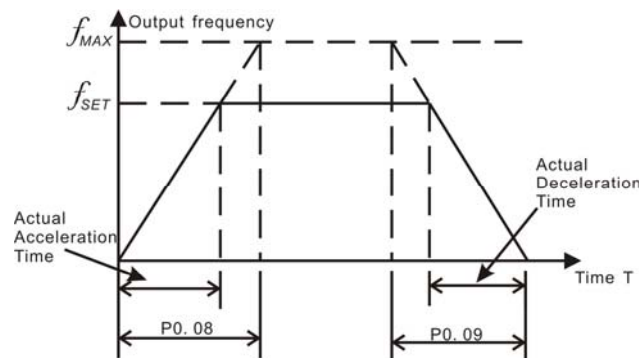 Output frequency
fMAX
fSET
Actual
Deceleration
Time
Actual
Acceleration
Time
Time T
P0. 08
P0. 09